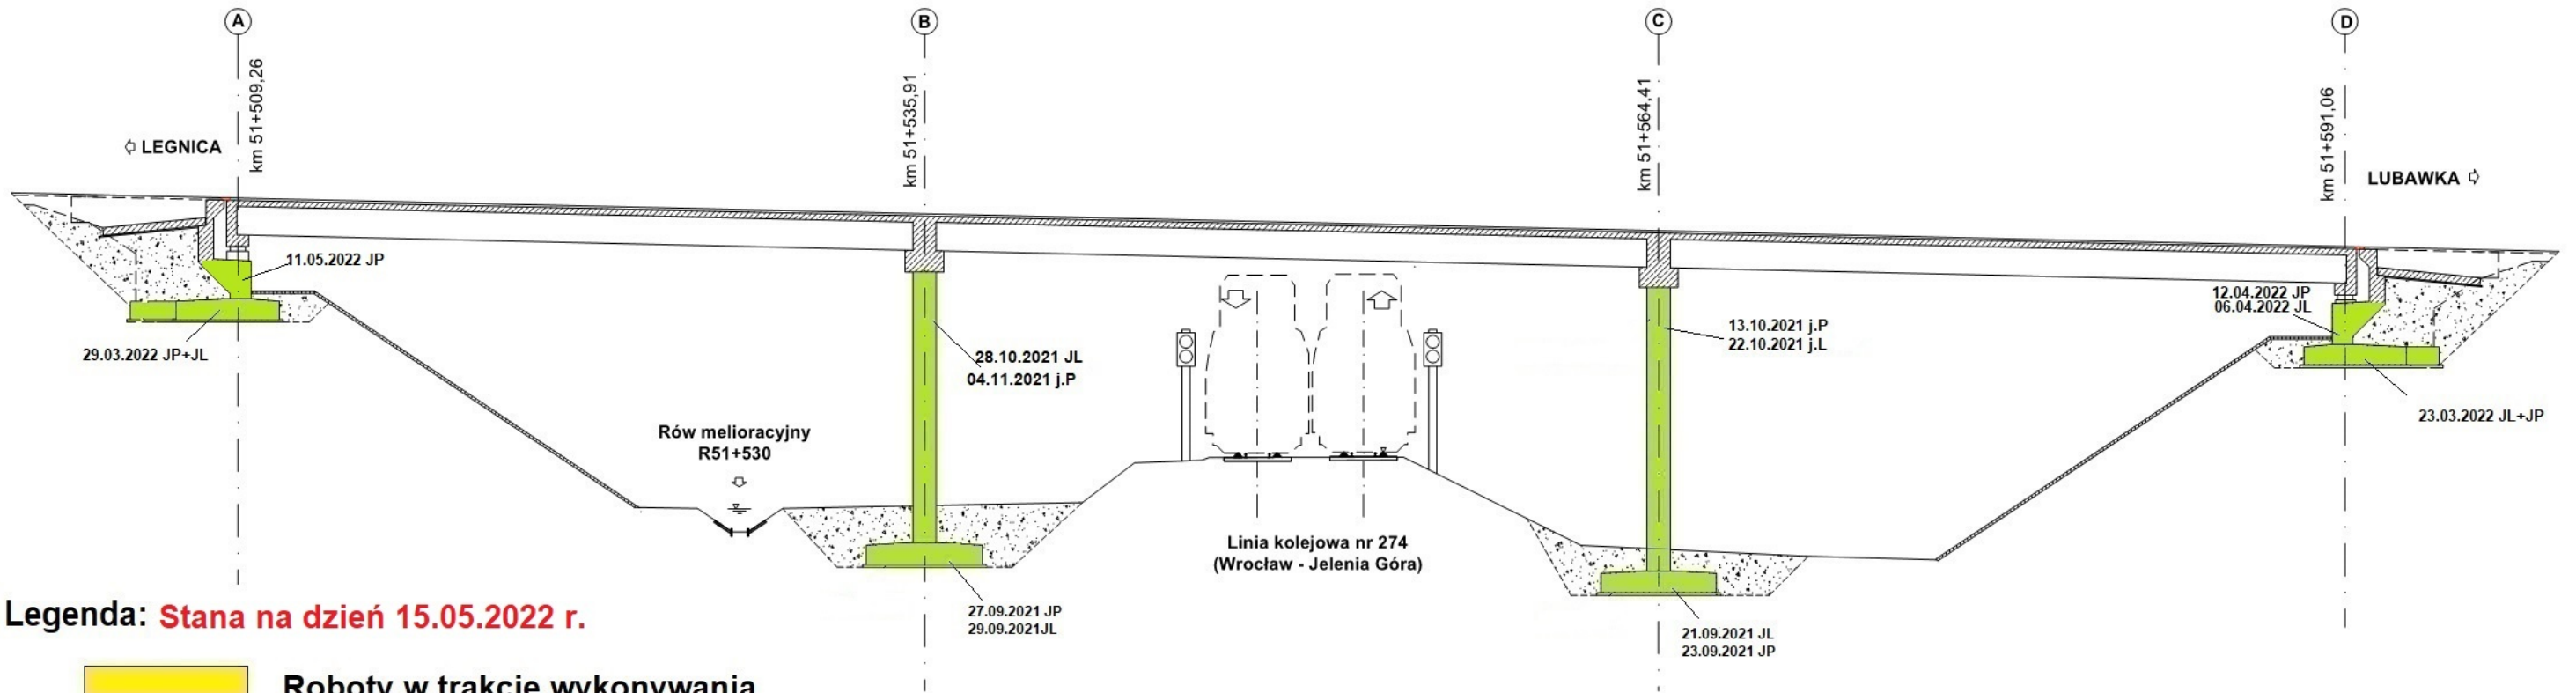 A
B
C
D
km 51+509,26
km 51+535,91
km 51+564,41
km 51+591,06
LEGNICA
LUBAWKA
11.05.2022 JP
29.03.2022 JP+JL
28.10.2021 JL
04.11.2021 j.P
13.10.2021 j.P
22.10.2021 j.L
12.04.2022 JP
06.04.2022 JL
23.03.2022 JL+JP
Rów melioracyjny
R51+530
Linia kolejowa nr 274
(Wrocław - Jelenia Góra)
27.09.2021 JP
29.09.2021JL
21.09.2021 JL
23.09.2021 JP
Legenda: Stana na dzień 15.05.2022 r.
Roboty w trakcie wykonywania